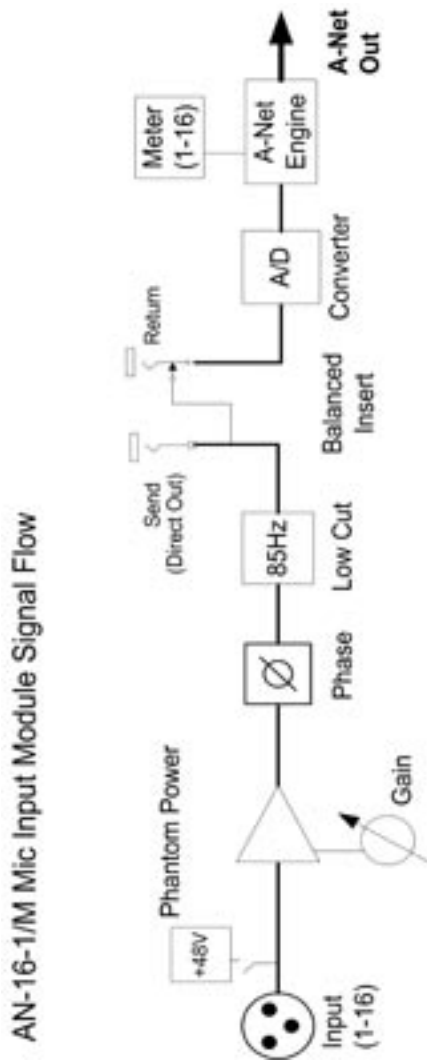 AN-16-1/M Mic Input Module Signal Flow
Input
(1-16)
+48V
Phantom Power
Gain
Ø
Phase
85Hz
Low Cut
Send
(Direct Out)
Return
Balanced
Insert
A/D
Converter
Meter
(1-16)
A-Net
Engine
A-Net
Out